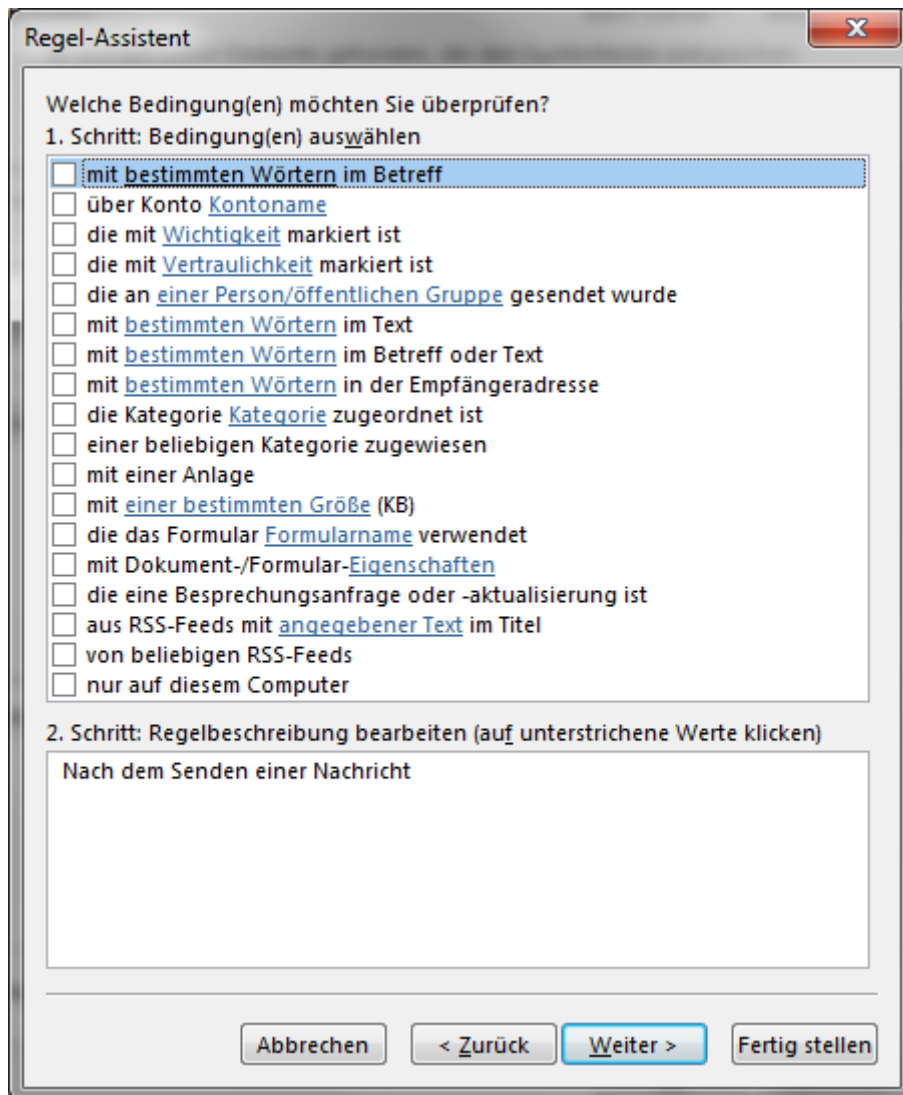 Regel-Assistent
Welche Bedingung(en) möchten Sie überprüfen?
1. Schritt: Bedingung(en) auswählen
mit bestimmten Wörtern im Betreff
über Konto Kontoname
die mit Wichtigkeit markiert ist
die mit Vertraulichkeit markiert ist
die an einer Person/öffentlichen Gruppe gesendet wurde
mit bestimmten Wörtern im Text
mit bestimmten Wörtern im Betreff oder Text
mit bestimmten Wörtern in der Empfängeradresse
die Kategorie Kategorie zugeordnet ist
einer beliebigen Kategorie zugewiesen
mit einer Anlage
mit einer bestimmten Größe (KB)
die das Formular Formularname verwendet
mit Dokument-/Formular-Eigenschaften
die eine Besprechungsanfrage oder -aktualisierung ist
aus RSS-Feeds mit angegebener Text im Titel
von beliebigen RSS-Feeds
nur auf diesem Computer
2. Schritt: Regelbeschreibung bearbeiten (auf unterstrichene Werte klicken)
Nach dem Senden einer Nachricht
Abbrechen < Zurück Weiter > Fertig stellen